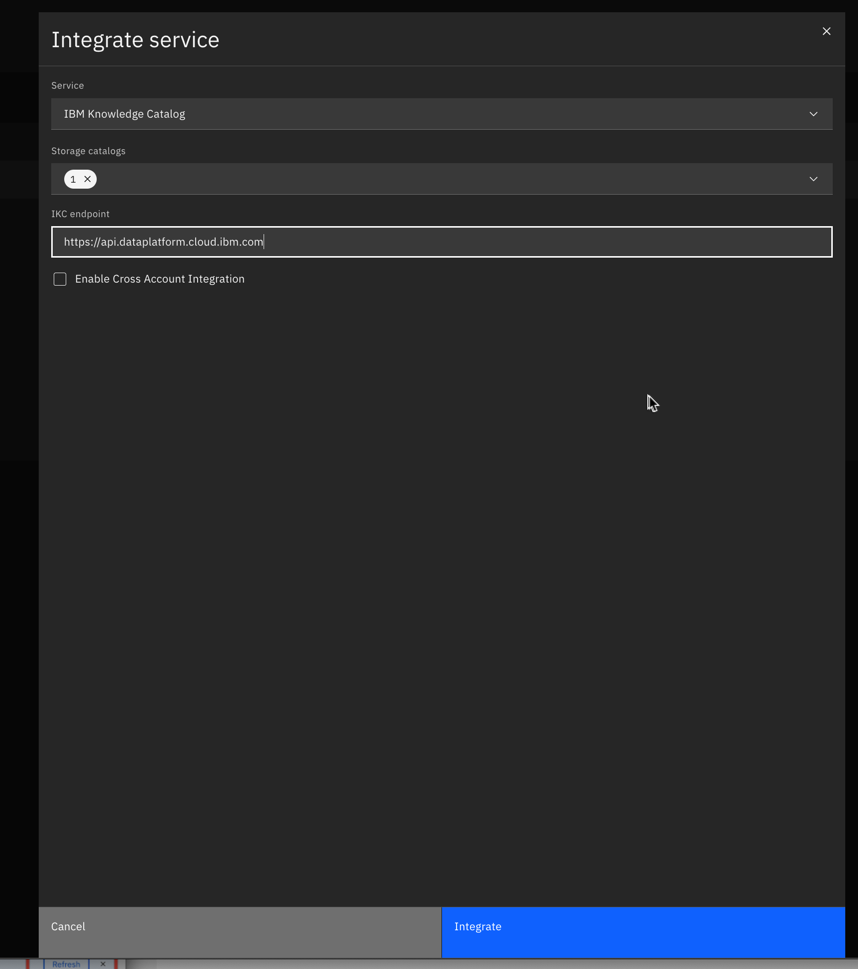 Integrate service
Service
IBM Knowledge Catalog
Storage catalogs
1
IKC endpoint
https://api.dataplatform.cloud.ibm.com
Enable Cross Account Integration
Cancel
Integrate
Refresh